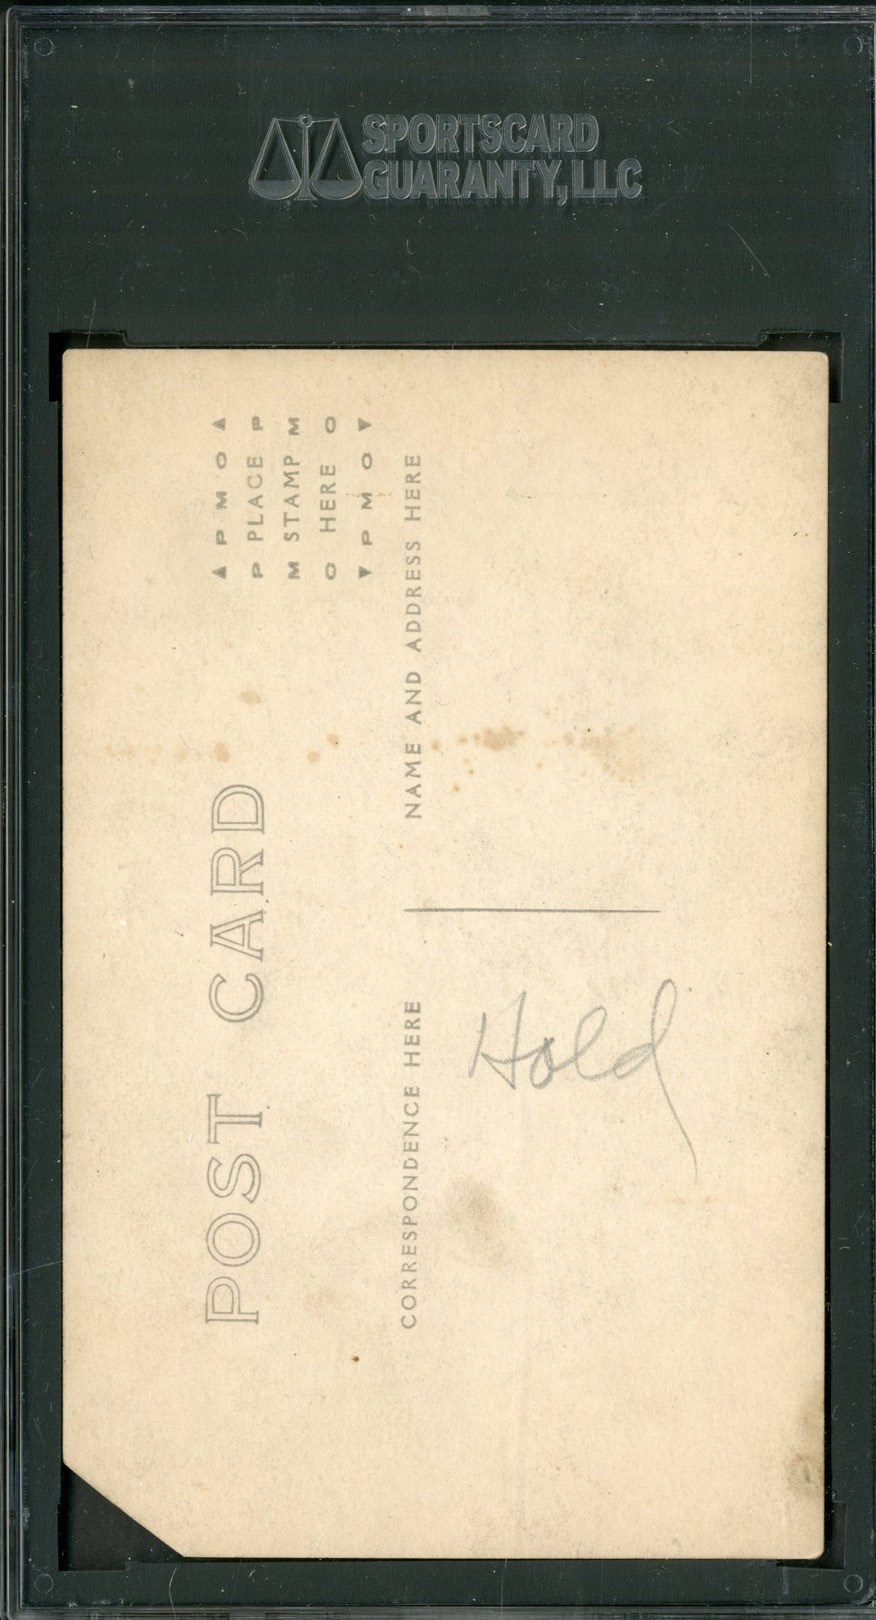 SPORTSCARD
GUARANTY, LLC
POST CARD
▲ P M O ▲
P PLACE P
M STAMP M
O HERE O
▼ P M O ▼
CORRESPONDENCE HERE
NAME AND ADDRESS HERE
Hold